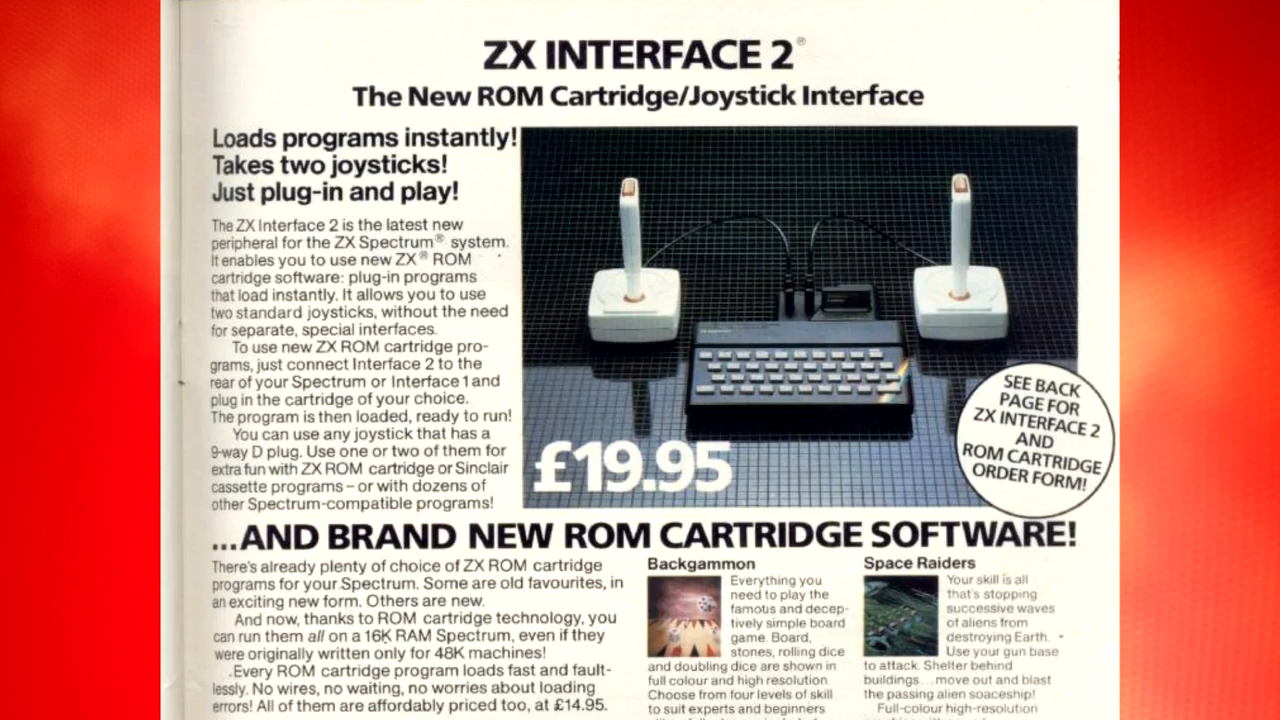 ZX INTERFACE 2®
The New ROM Cartridge/Joystick Interface
Loads programs instantly!
Takes two joysticks!
Just plug-in and play!
The ZX Interface 2 is the latest new
peripheral for the ZX Spectrum® system.
It enables you to use new ZX® ROM
cartridge software: plug-in programs
that load instantly. It allows you to use
two standard joysticks, without the need
for separate, special interfaces.
To use new ZX ROM cartridge pro-
grams, just connect Interface 2 to the
rear of your Spectrum or Interface 1 and
plug in the cartridge of your choice.
The program is then loaded, ready to run!
You can use any joystick that has a
9-way D plug. Use one or two of them for
extra fun with ZX ROM cartridge or Sinclair
cassette programs – or with dozens of
other Spectrum-compatible programs!
£19.95
SEE BACK
PAGE FOR
ZX INTERFACE 2
AND
ROM CARTRIDGE
ORDER FORM!
...AND BRAND NEW ROM CARTRIDGE SOFTWARE!
There's already plenty of choice of ZX ROM cartridge
programs for your Spectrum. Some are old favourites, in
an exciting new form. Others are new.
And now, thanks to ROM cartridge technology, you
can run them all on a 16K RAM Spectrum, even if they
were originally written only for 48K machines!
Every ROM cartridge program loads fast and fault-
lessly. No wires, no waiting, no worries about loading
errors! All of them are affordably priced too, at £14.95.
Backgammon
Everything you
need to play the
famous and decep-
tively simple board
game. Board,
stones, rolling dice
and doubling dice are shown in
full colour and high resolution.
Choose from four levels of skill
to suit experts and beginners
Space Raiders
Your skill is all
that's stopping
successive waves
of aliens from
destroying Earth.
Use your gun base
to attack. Shelter behind
buildings... move out and blast
the passing alien spaceship!
Full-colour high-resolution